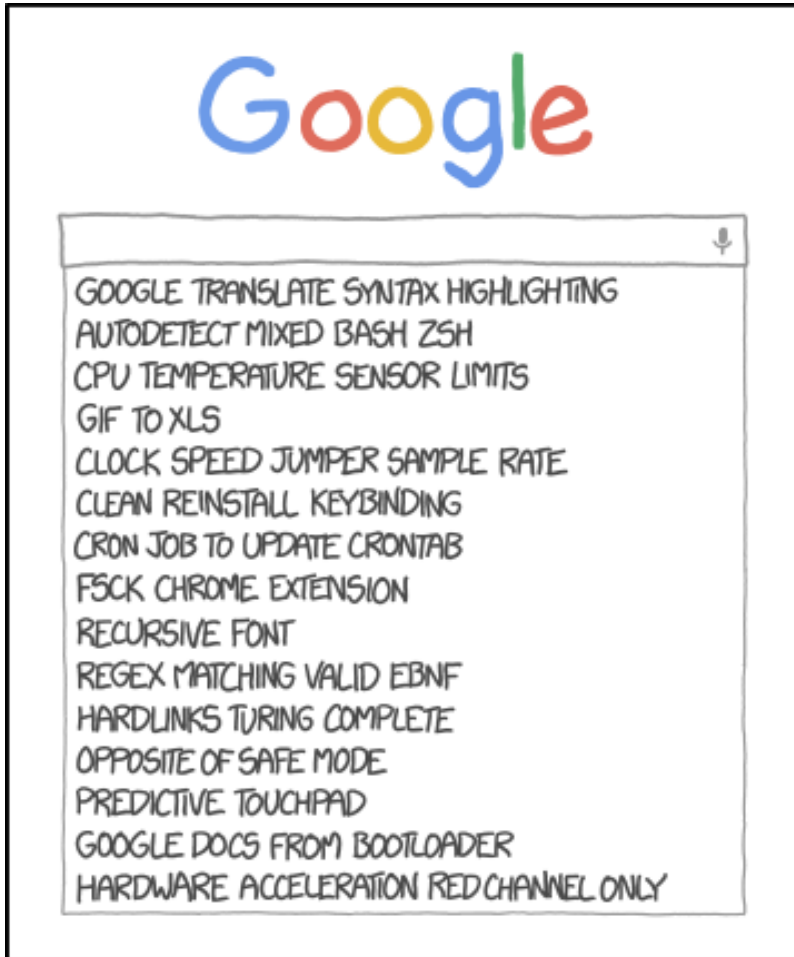 Google
GOOGLE TRANSLATE SYNTAX HIGHLIGHTING
AUTODETECT MIXED BASH ZSH
CPU TEMPERATURE SENSOR LIMITS
GIF TO XLS
CLOCK SPEED JUMPER SAMPLE RATE
CLEAN REINSTALL KEYBINDING
CRON JOB TO UPDATE CRONTAB
FSCK CHROME EXTENSION
RECURSIVE FONT
REGEX MATCHING VALID EBNF
HARDLINKS TURING COMPLETE
OPPOSITE OF SAFE MODE
PREDICTIVE TOUCHPAD
GOOGLE DOCS FROM BOOTLOADER
HARDWARE ACCELERATION RED CHANNEL ONLY